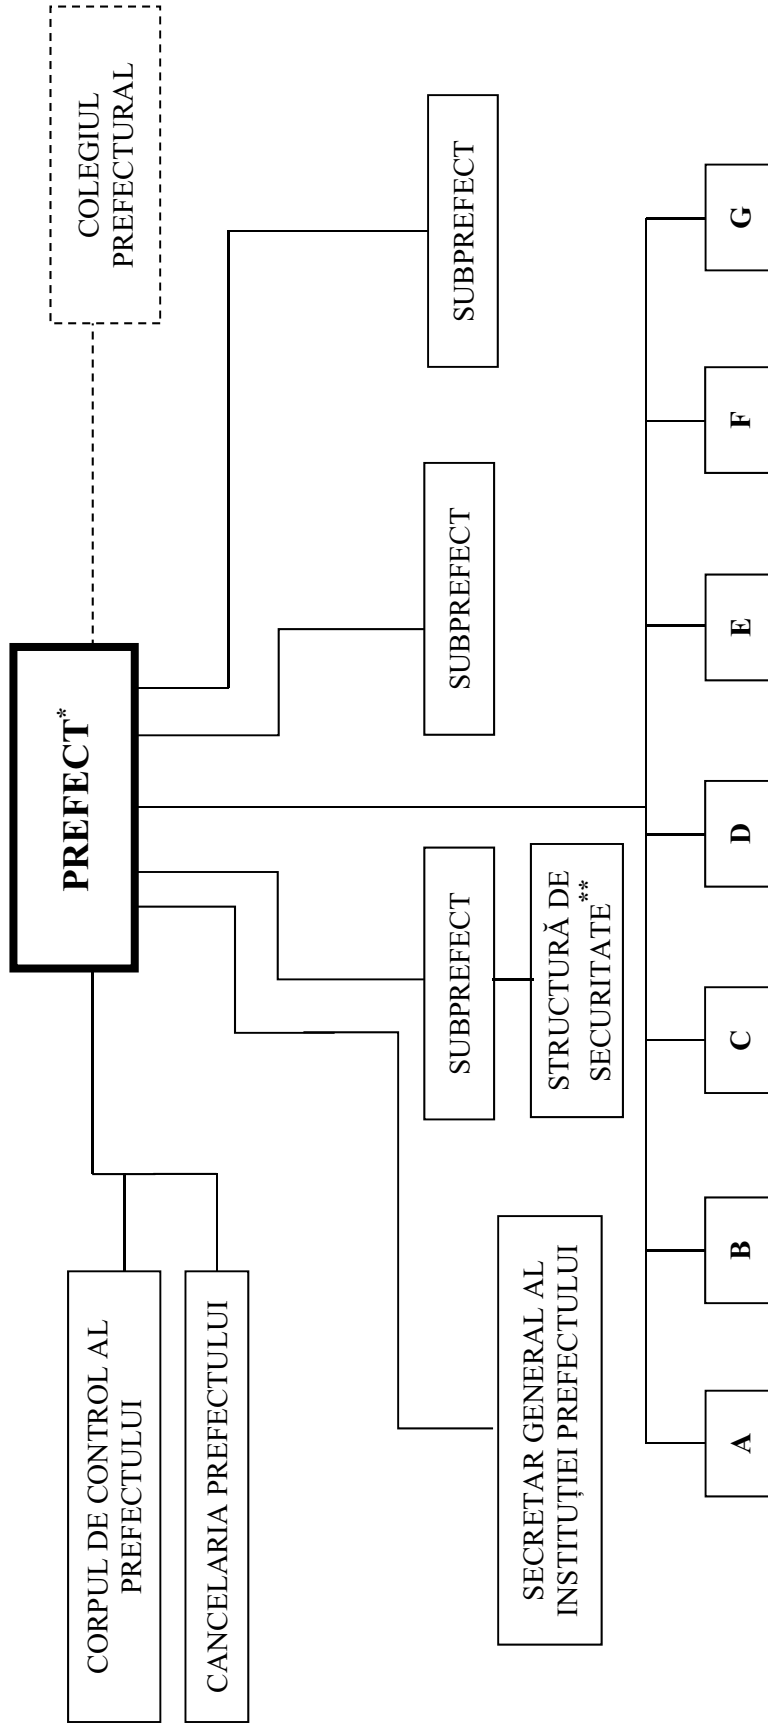 PREFECT*
COLEGIUL
PREFECTURAL
CORPUL DE CONTROL AL
PREFECTULUI
CANCELARIA PREFECTULUI
SECRETAR GENERAL AL
INSTITUȚIEI PREFECTULUI
SUBPREFECT
STRUCTURĂ DE
SECURITATE**
SUBPREFECT
SUBPREFECT
A
B
C
D
E
F
G